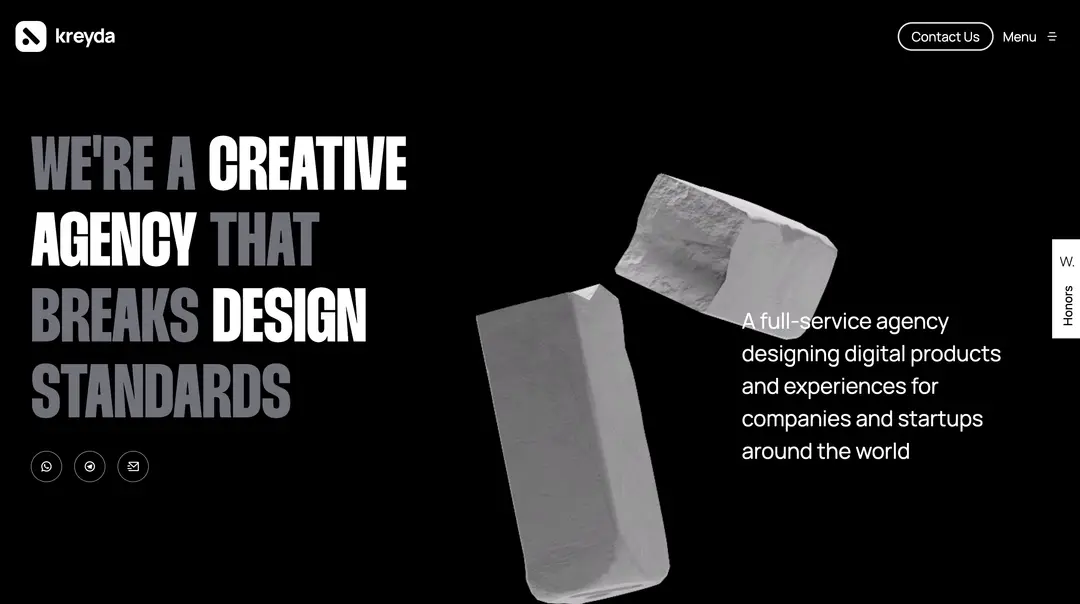 kreyda
Contact Us
Menu
WE'RE A CREATIVE
AGENCY THAT
BREAKS DESIGN
STANDARDS
A full-service agency
designing digital products
and experiences for
companies and startups
around the world
W.
Honors